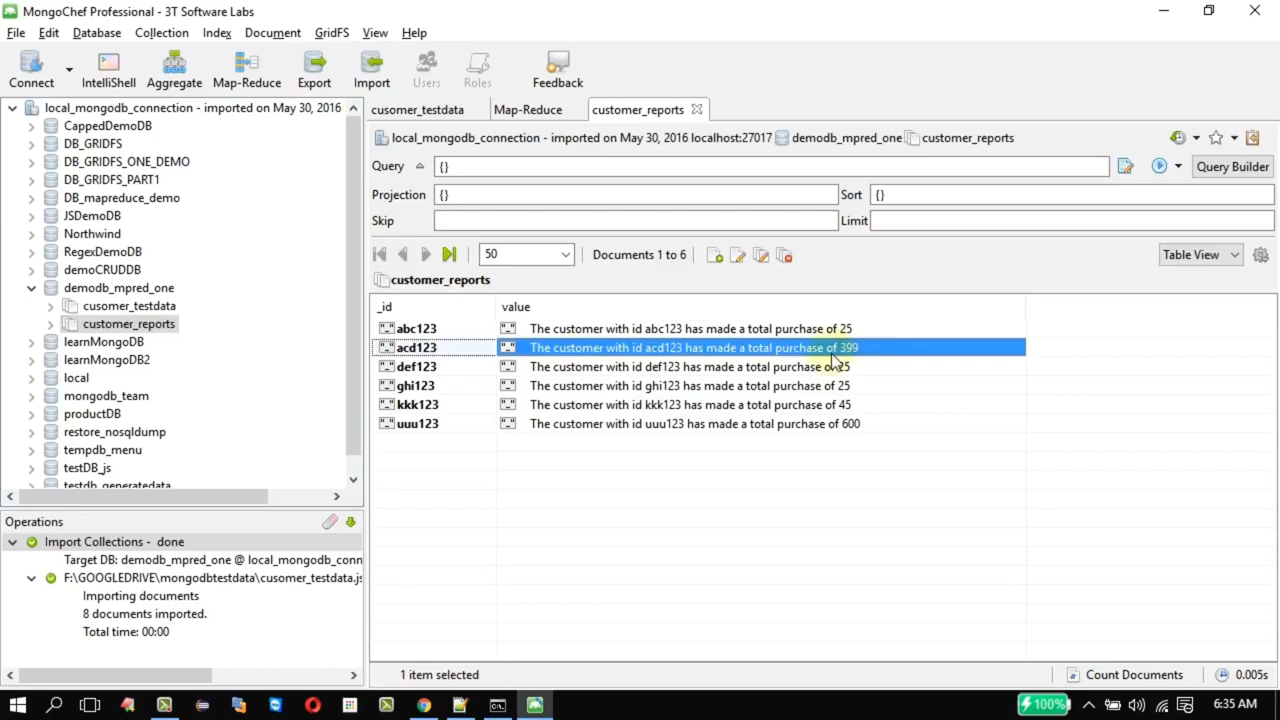 MongoChef Professional - 3T Software Labs
File Edit Database Collection Index Document GridFS View Help
Connect IntelliShell Aggregate Map-Reduce Export Import Users Roles Feedback
local_mongodb_connection - imported on May 30, 2016
CappedDemoDB
DB_GRIDFS
DB_GRIDFS_ONE_DEMO
DB_GRIDFS_PART1
DB_mapreduce_demo
JSDemoDB
Northwind
RegexDemoDB
demoCRUDDB
demodb_mpred_one
cusomer_testdata
customer_reports
learnMongoDB
learnMongoDB2
local
mongodb_team
productDB
restore_nosqldump
tempdb_menu
testDB_js
testdb_generatedata
Operations
Import Collections - done
Target DB: demodb_mpred_one @ local_mongodb_conn
F:\GOOGLEDRIVE\mongodbtestdata\cusomer_testdata.js
Importing documents
8 documents imported.
Total time: 00:00
cusomer_testdata Map-Reduce customer_reports
local_mongodb_connection - imported on May 30, 2016 localhost:27017 demodb_mpred_one customer_reports
Query {} Query Builder
Projection {} Sort {}
Skip Limit
50 Documents 1 to 6 Table View
customer_reports
_id value
abc123 The customer with id abc123 has made a total purchase of 25
acd123 The customer with id acd123 has made a total purchase of 399
def123 The customer with id def123 has made a total purchase of 25
ghi123 The customer with id ghi123 has made a total purchase of 25
kkk123 The customer with id kkk123 has made a total purchase of 45
uuu123 The customer with id uuu123 has made a total purchase of 600
1 item selected Count Documents 0.005s
100% 6:35 AM